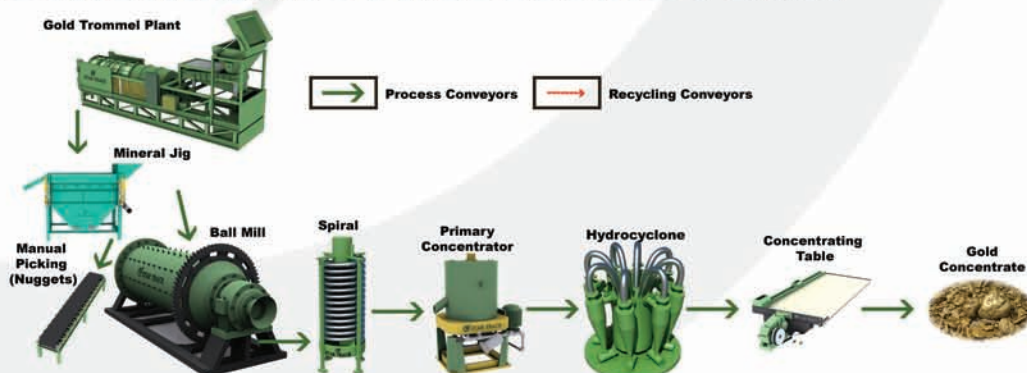 Gold Trommel Plant
Process Conveyors
Recycling Conveyors
Mineral Jig
Manual
Picking
(Nuggets)
Ball Mill
Spiral
Primary
Concentrator
Hydrocyclone
Concentrating
Table
Gold
Concentrate